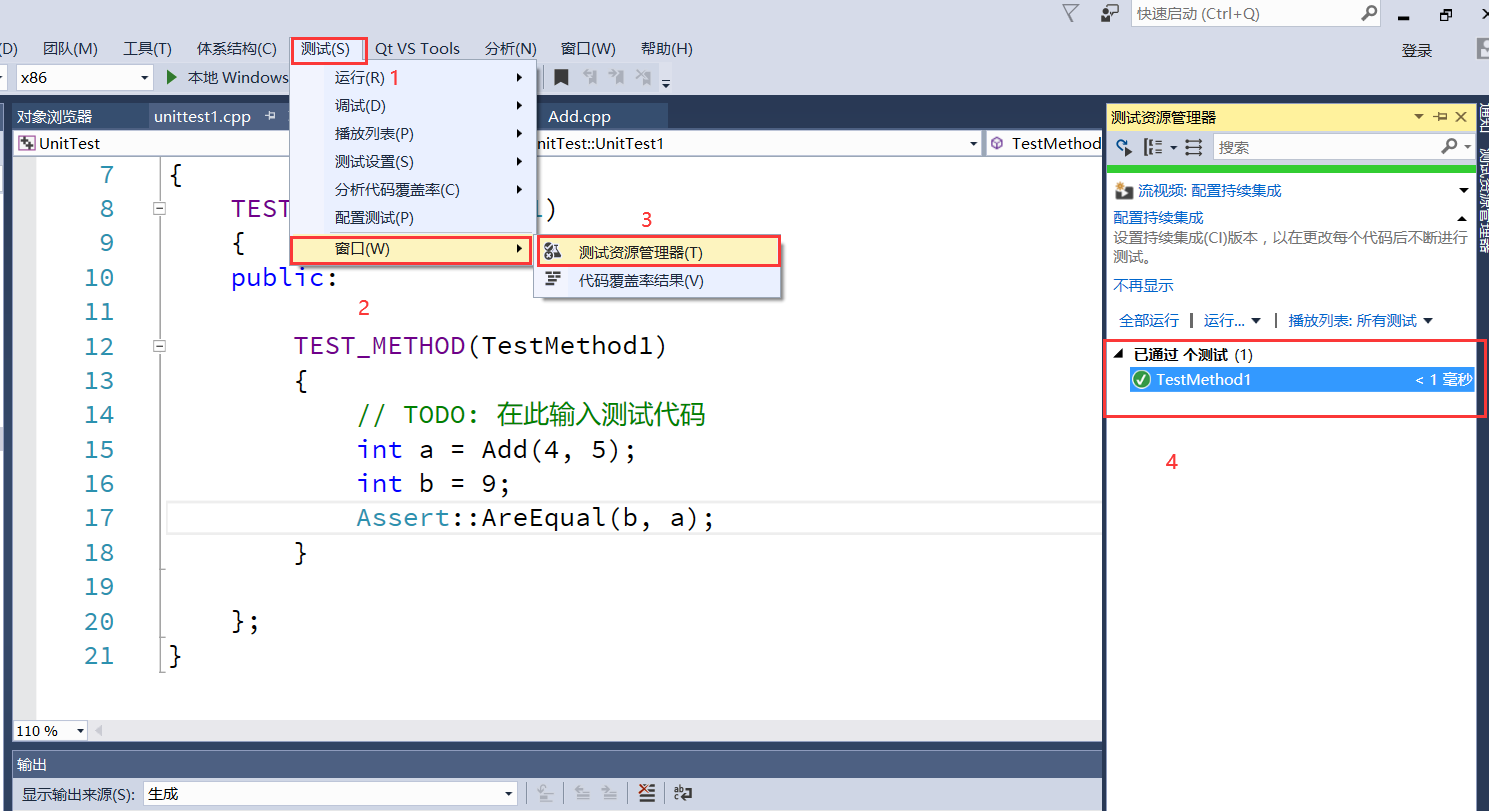 快速启动 (Ctrl+Q)
(D) 团队(M) 工具(T) 体系结构(C) 测试(S) Qt VS Tools 分析(N) 窗口(W) 帮助(H)
登录
x86 本地 Windows
运行(R) 1
调试(D)
播放列表(P)
测试设置(S)
分析代码覆盖率(C)
配置测试(P)
窗口(W)
2
3
测试资源管理器(T)
代码覆盖率结果(V)
对象浏览器 unittest1.cpp Add.cpp
UnitTest nitTest::UnitTest1 TestMethod
7 {
8 TEST )
9 {
10 public:
11
12 TEST_METHOD(TestMethod1)
13 {
14 // TODO: 在此输入测试代码
15 int a = Add(4, 5);
16 int b = 9;
17 Assert::AreEqual(b, a);
18 }
19
20 };
21 }
110 %
输出
显示输出来源(S): 生成
测试资源管理器
搜索
流视频: 配置持续集成
配置持续集成
设置持续集成(CI)版本，以在更改每个代码后不断进行
测试。
不再显示
全部运行 | 运行... | 播放列表: 所有测试
已通过 个测试 (1)
TestMethod1 < 1 毫秒
4
通知
测试资源管理器